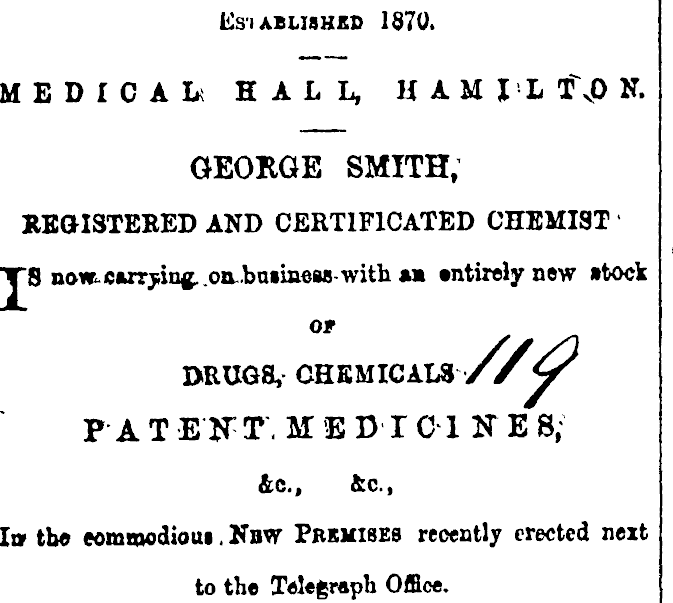 ESTABLISHED 1870.
MEDICAL HALL, HAMILTON.
GEORGE SMITH,
REGISTERED AND CERTIFICATED CHEMIST
IS now carrying on business with an entirely new stock
OF
DRUGS, CHEMICALS 119
PATENT MEDICINES,
&c., &c.,
In the commodious NEW PREMISES recently erected next
to the Telegraph Office.